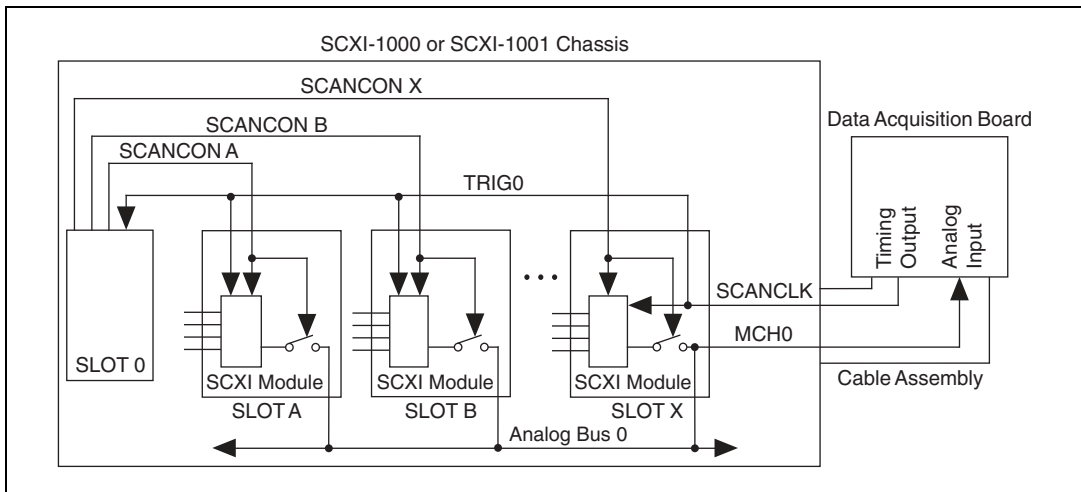 SCXI-1000 or SCXI-1001 Chassis
SCANCON X
SCANCON B
SCANCON A
TRIG0
Data Acquisition Board
Timing
Output
Analog
Input
SCANCLK
MCH0
Cable Assembly
SLOT 0
SCXI Module
SLOT A
SCXI Module
SLOT B
• • •
SCXI Module
SLOT X
Analog Bus 0